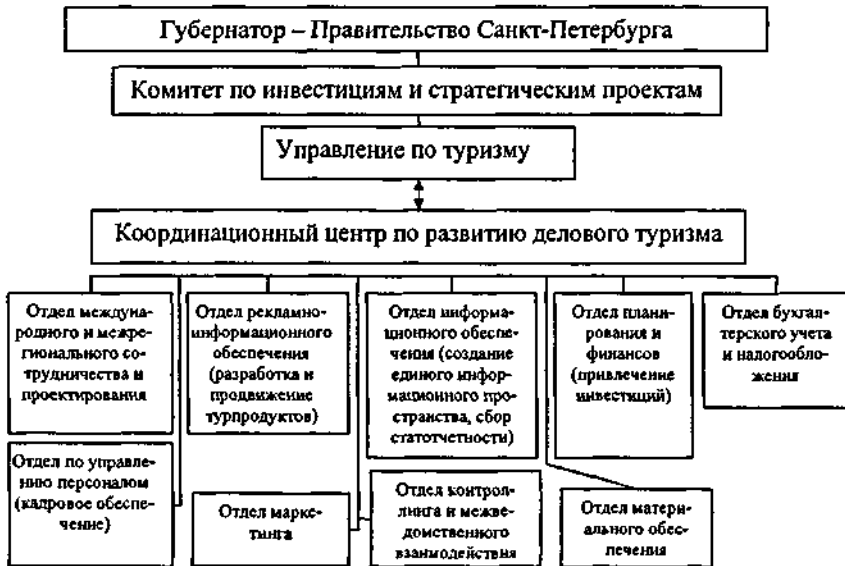 Губернатор – Правительство Санкт-Петербурга
Комитет по инвестициям и стратегическим проектам
Управление по туризму
Координационный центр по развитию делового туризма
Отдел междуна-
родного и межре-
гионального со-
трудничества и
проектирования
Отдел рекламно-
информационного
обеспечения
(разработка и
продвижение
турпродуктов)
Отдел информа-
ционного обеспе-
чения (создание
единого инфор-
мационного про-
странства, сбор
статотчетности)
Отдел плани-
рования и
финансов
(привлечение
инвестиций)
Отдел бухгал-
терского учета
и налогообло-
жения
Отдел по управле-
нию персоналом
(кадровое обеспе-
чение)
Отдел марке-
тинга
Отдел контрол-
линга и межве-
домственного
взаимодействия
Отдел матери-
ального обес-
печения